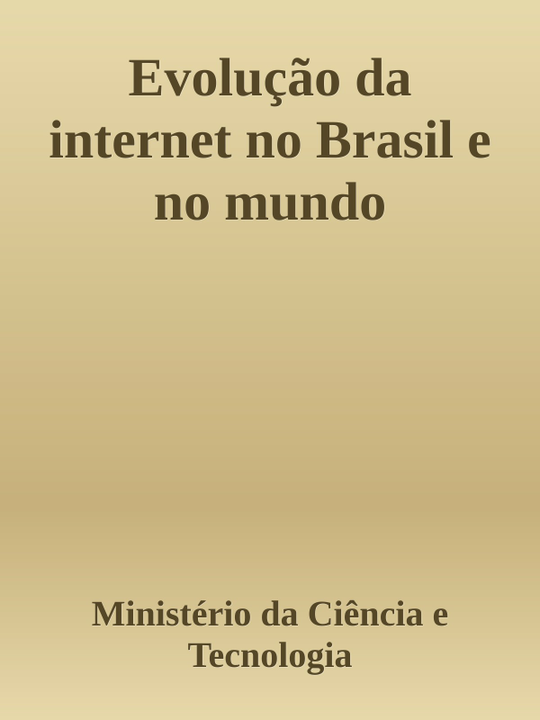 Evolução da
internet no Brasil e
no mundo
Ministério da Ciência e
Tecnologia